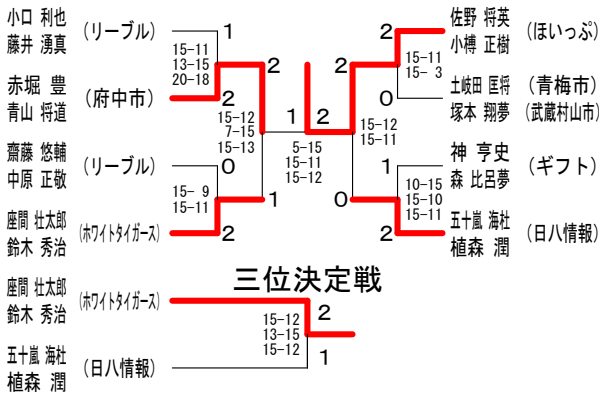 小口 利也
藤井 湧真
(リーブル)
1
15-11
13-15
20-18
赤堀 豊
青山 将道
(府中市)
2
2
15-12
7-15
15-13
齋藤 悠輔
中原 正敬
(リーブル)
0
15- 9
15-11
座間 壮太郎
鈴木 秀治
(ホワイトタイガース)
2
1
1
2
5-15
15-11
15-12
佐野 将英
小榑 正樹
(ほいっぷ)
2
15-11
15- 3
土岐田 匡将
塚本 翔夢
(青梅市)
(武蔵村山市)
0
2
15-12
15-11
神 亨史
森 比呂夢
(ギフト)
1
10-15
15-10
15-11
五十嵐 海社
植森 潤
(日八情報)
2
0
三位決定戦
座間 壮太郎
鈴木 秀治
(ホワイトタイガース)
2
15-12
13-15
15-12
五十嵐 海社
植森 潤
(日八情報)
1